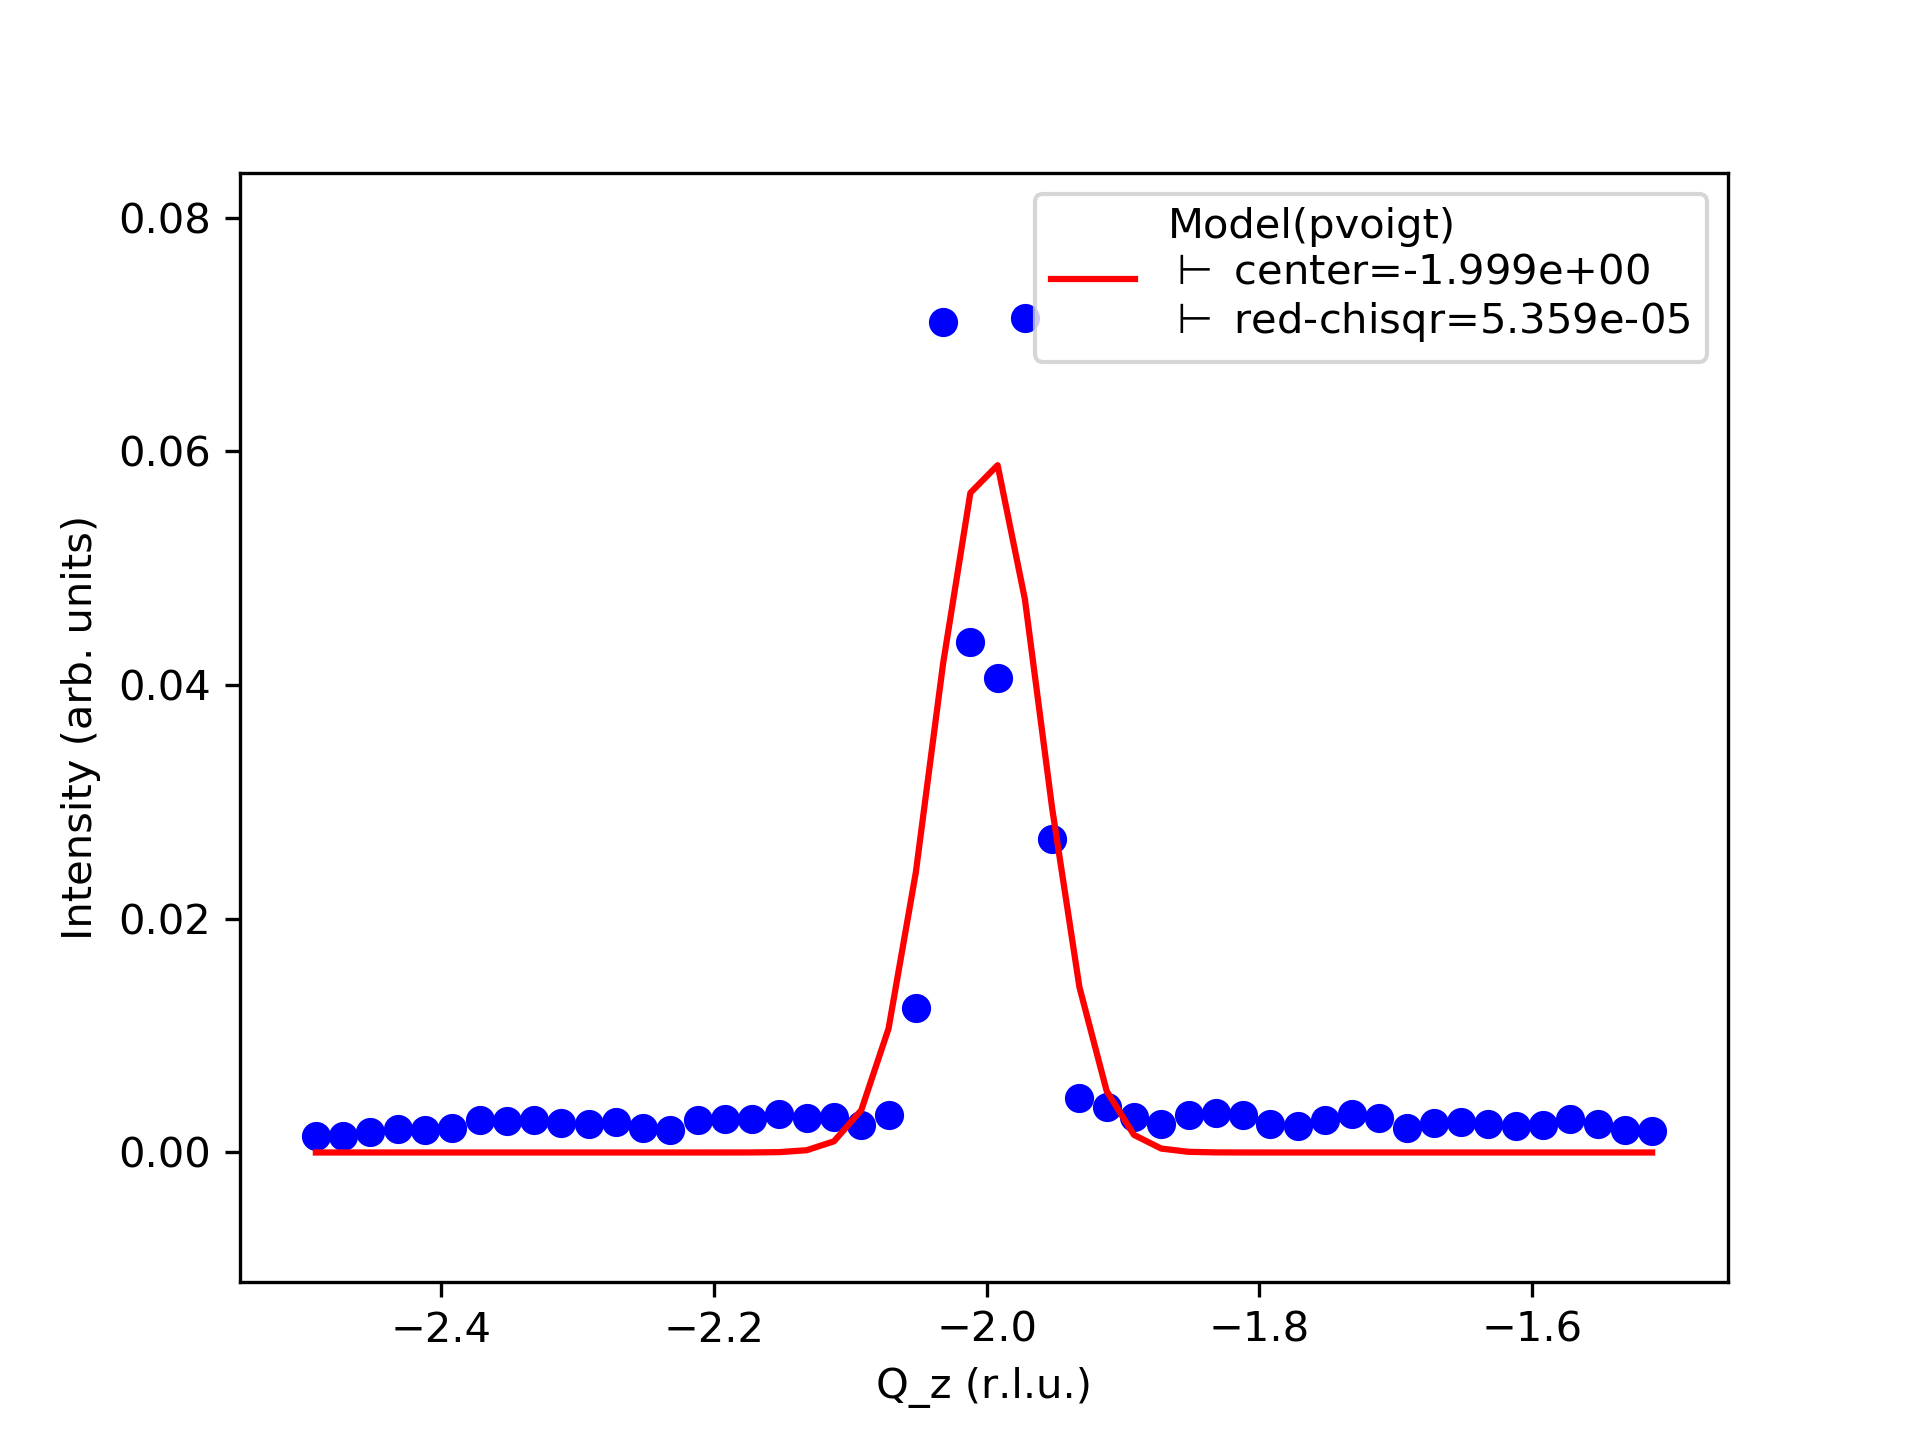 Model(pvoigt)
⊢ center=-1.999e+00
⊢ red-chisqr=5.359e-05
0.08
0.06
0.04
0.02
0.00
Intensity (arb. units)
−2.4 −2.2 −2.0 −1.8 −1.6
Q_z (r.l.u.)